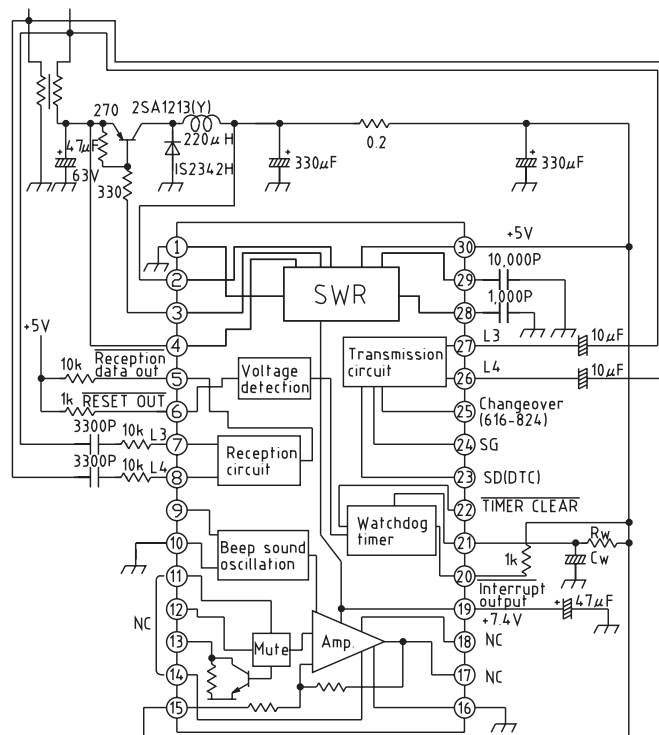 270
2SA1213(Y)
+
47μF
63V
220μH
IS2342H
330
+
330μF
0.2
+
330μF
1
2
3
4
5
6
7
8
9
10
11
12
13
14
15
30
29
28
27
26
25
24
23
22
21
20
19
18
17
16
SWR
+5V
10,000P
1,000P
L3
10μF
L4
10μF
+5V
10k
Reception
data out
1k
RESET OUT
3300P
10k
L3
3300P
10k
L4
Voltage
detection
Transmission
circuit
Reception
circuit
Changeover
(616-824)
SG
SD(DTC)
TIMER CLEAR
Watchdog
timer
Beep sound
oscillation
Rw
Cw
1k
Interrupt
output
+7.4V
+
47μF
NC
Mute
Amp.
NC
NC